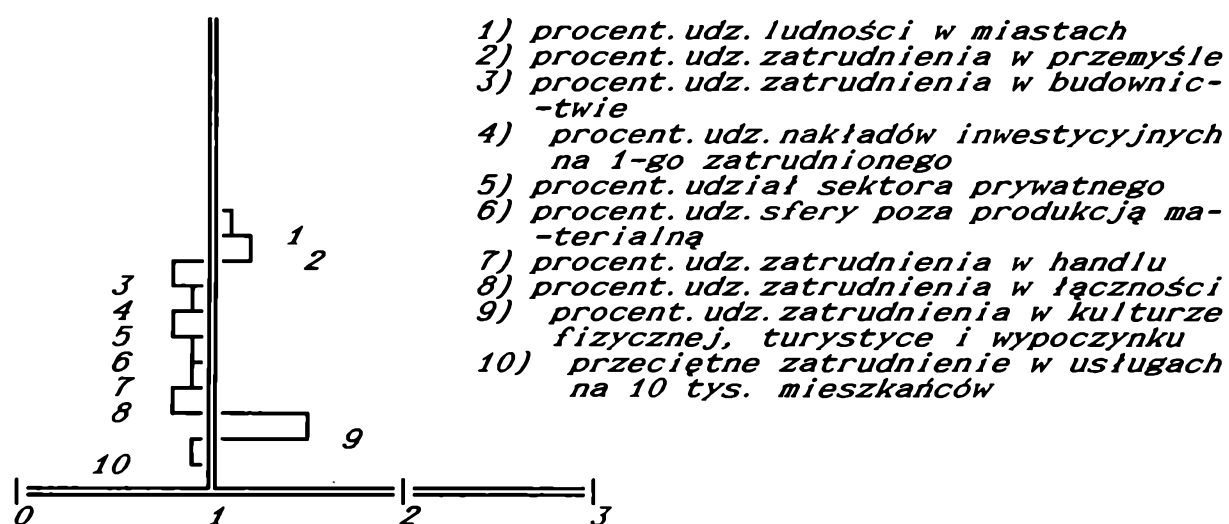 1) procent.udz.ludności w miastach
2) procent.udz.zatrudnienia w przemyśle
3) procent.udz.zatrudnienia w budownic-
-twie
4) procent.udz.nakładów inwestycyjnych
na 1-go zatrudnionego
5) procent.udział sektora prywatnego
6) procent.udz.sfery poza produkcją ma-
-terialną
7) procent.udz.zatrudnienia w handlu
8) procent.udz.zatrudnienia w łączności
9) procent.udz.zatrudnienia w kulturze
fizycznej, turystyce i wypoczynku
10) przeciętne zatrudnienie w usługach
na 10 tys. mieszkańców
1
2
3
4
5
6
7
8
9
10
0 1 2 3